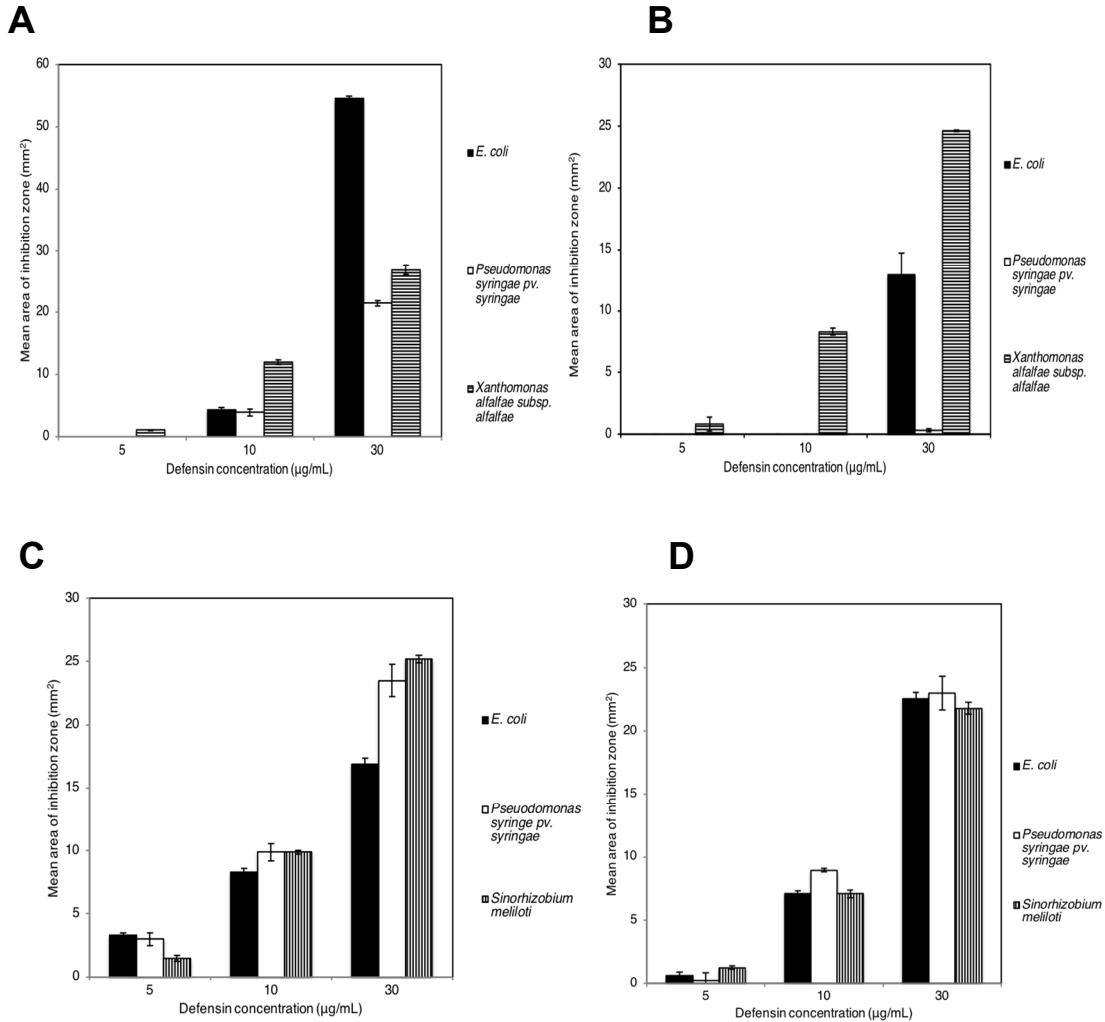 A
60
50
40
30
20
10
0
Mean area of inhibition zone (mm²)
5 10 30
Defensin concentration (µg/mL)
E. coli
Pseudomonas
syringae pv.
syringae
Xanthomonas
alfalfae subsp.
alfalfae
B
30
25
20
15
10
5
0
Mean area of inhibition zone (mm²)
5 10 30
Defensin concentration (µg/mL)
E. coli
Pseudomonas
syringae pv.
syringae
Xanthomonas
alfalfae subsp.
alfalfae
C
30
25
20
15
10
5
0
Mean area of inhibition zone (mm²)
5 10 30
Defensin concentration (µg/mL)
E. coli
Pseuodomonas
syringe pv.
syringae
Sinorhizobium
meliloti
D
30
25
20
15
10
5
0
Mean area of inhibition zone (mm²)
5 10 30
Defensin concentration (µg/mL)
E. coli
Pseudomonas
syringae pv.
syringae
Sinorhizobium
meliloti